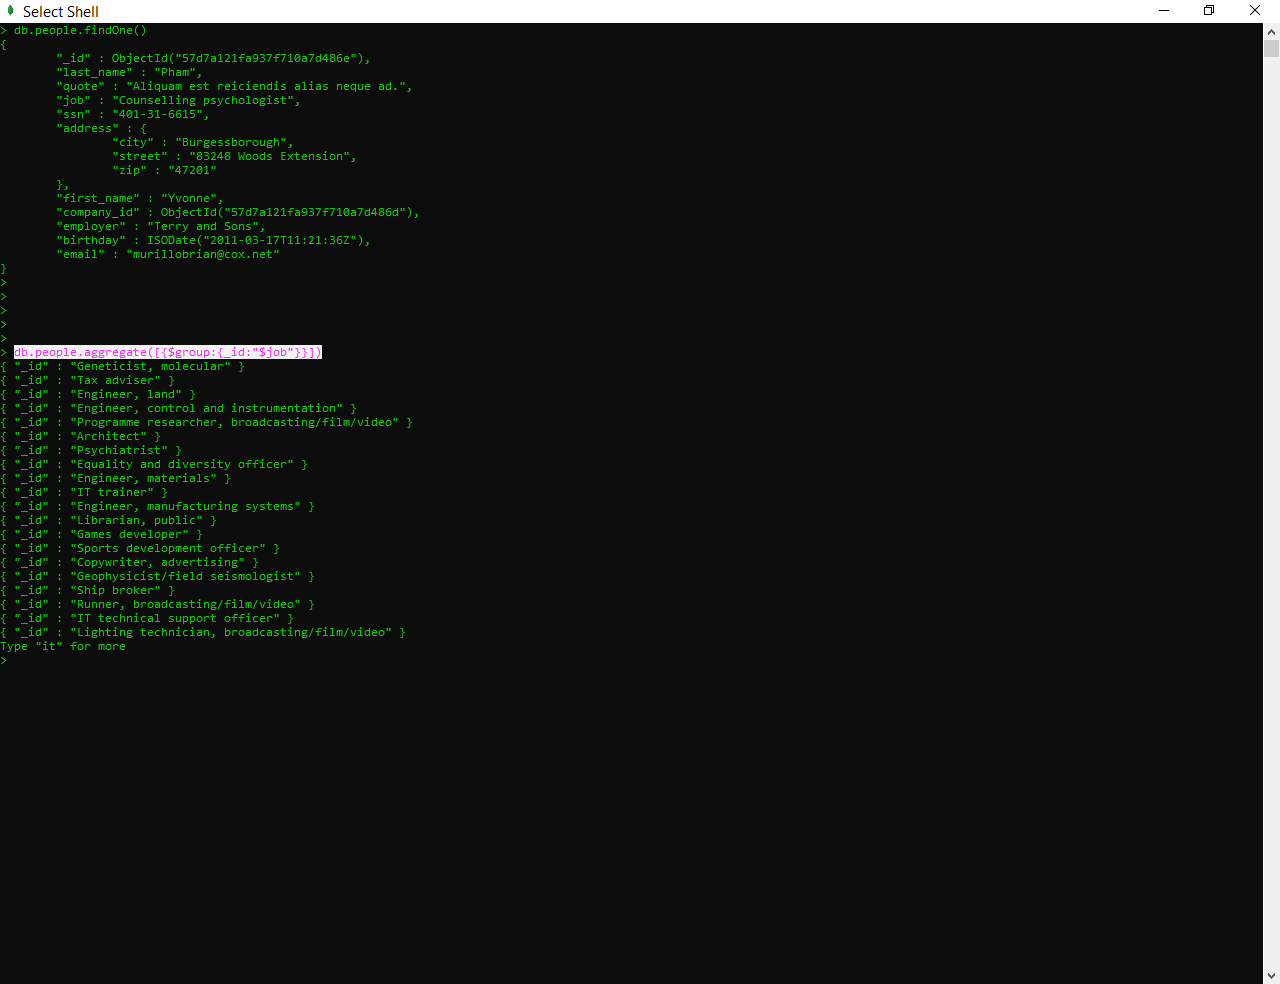 Select Shell
> db.people.findOne()
{
        "_id" : ObjectId("57d7a121fa937f710a7d486e"),
        "last_name" : "Pham",
        "quote" : "Aliquam est reiciendis alias neque ad.",
        "job" : "Counselling psychologist",
        "ssn" : "401-31-6615",
        "address" : {
                "city" : "Burgessborough",
                "street" : "83248 Woods Extension",
                "zip" : "47201"
        },
        "first_name" : "Yvonne",
        "company_id" : ObjectId("57d7a121fa937f710a7d486d"),
        "employer" : "Terry and Sons",
        "birthday" : ISODate("2011-03-17T11:21:36Z"),
        "email" : "murillobrian@cox.net"
}
>
>
>
>
>
> db.people.aggregate([{$group:{_id:"$job"}}])
{ "_id" : "Geneticist, molecular" }
{ "_id" : "Tax adviser" }
{ "_id" : "Engineer, land" }
{ "_id" : "Engineer, control and instrumentation" }
{ "_id" : "Programme researcher, broadcasting/film/video" }
{ "_id" : "Architect" }
{ "_id" : "Psychiatrist" }
{ "_id" : "Equality and diversity officer" }
{ "_id" : "Engineer, materials" }
{ "_id" : "IT trainer" }
{ "_id" : "Engineer, manufacturing systems" }
{ "_id" : "Librarian, public" }
{ "_id" : "Games developer" }
{ "_id" : "Sports development officer" }
{ "_id" : "Copywriter, advertising" }
{ "_id" : "Geophysicist/field seismologist" }
{ "_id" : "Ship broker" }
{ "_id" : "Runner, broadcasting/film/video" }
{ "_id" : "IT technical support officer" }
{ "_id" : "Lighting technician, broadcasting/film/video" }
Type "it" for more
>